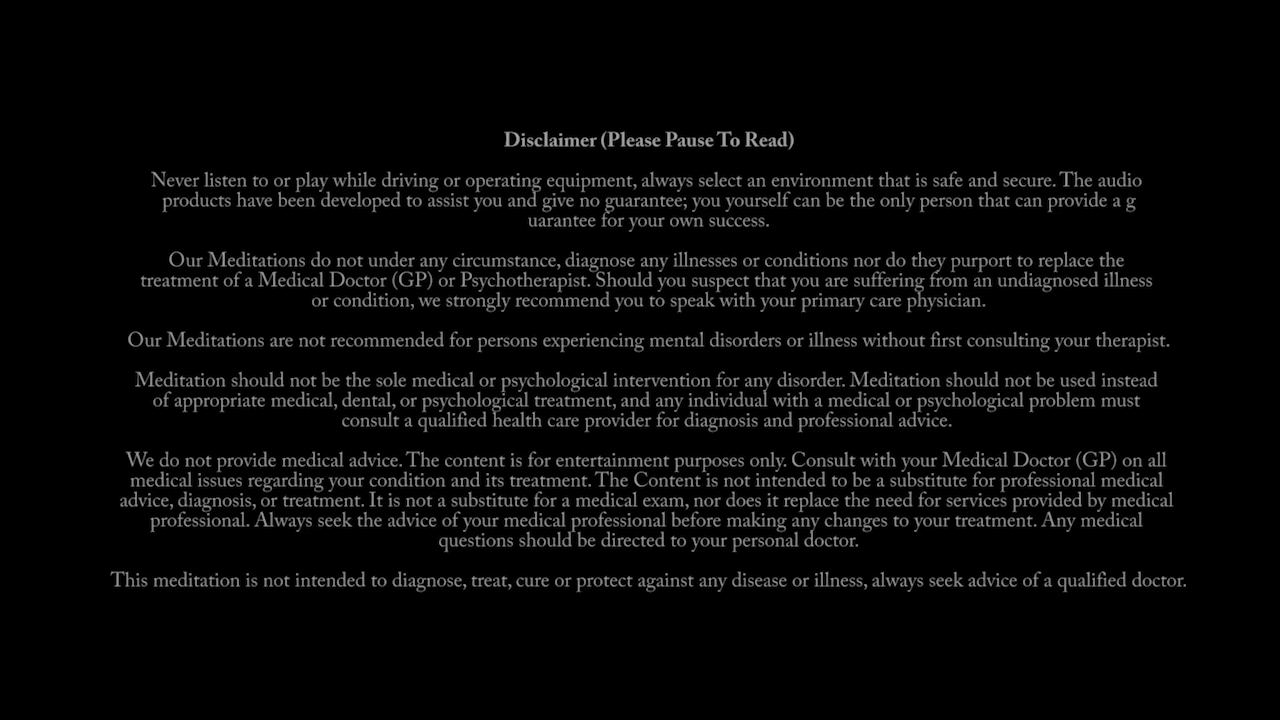 Disclaimer (Please Pause To Read)
Never listen to or play while driving or operating equipment, always select an environment that is safe and secure. The audio
products have been developed to assist you and give no guarantee; you yourself can be the only person that can provide a g
uarantee for your own success.
Our Meditations do not under any circumstance, diagnose any illnesses or conditions nor do they purport to replace the
treatment of a Medical Doctor (GP) or Psychotherapist. Should you suspect that you are suffering from an undiagnosed illness
or condition, we strongly recommend you to speak with your primary care physician.
Our Meditations are not recommended for persons experiencing mental disorders or illness without first consulting your therapist.
Meditation should not be the sole medical or psychological intervention for any disorder. Meditation should not be used instead
of appropriate medical, dental, or psychological treatment, and any individual with a medical or psychological problem must
consult a qualified health care provider for diagnosis and professional advice.
We do not provide medical advice. The content is for entertainment purposes only. Consult with your Medical Doctor (GP) on all
medical issues regarding your condition and its treatment. The Content is not intended to be a substitute for professional medical
advice, diagnosis, or treatment. It is not a substitute for a medical exam, nor does it replace the need for services provided by medical
professional. Always seek the advice of your medical professional before making any changes to your treatment. Any medical
questions should be directed to your personal doctor.
This meditation is not intended to diagnose, treat, cure or protect against any disease or illness, always seek advice of a qualified doctor.